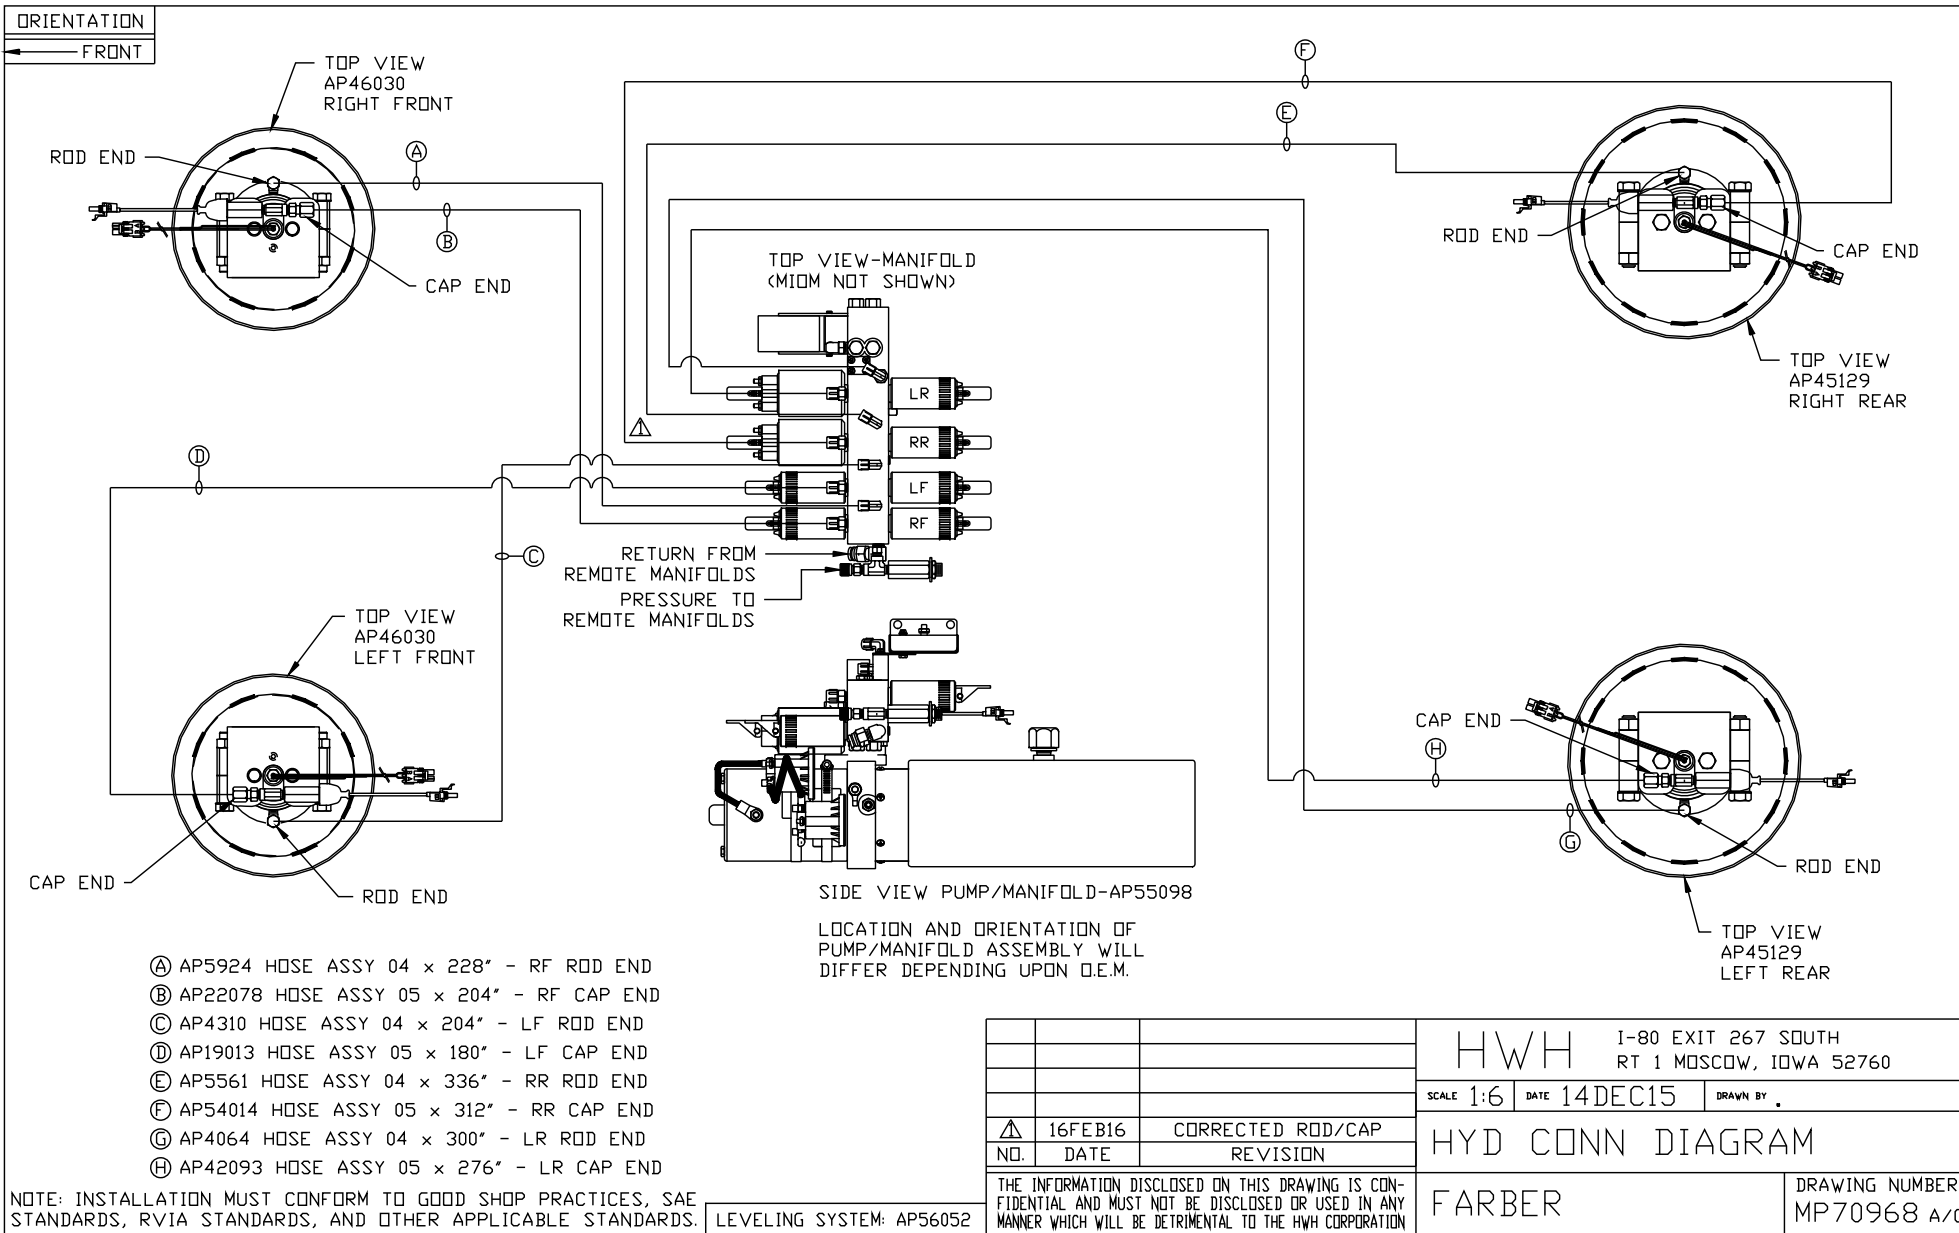 ORIENTATION
FRONT
TOP VIEW
AP46030
RIGHT FRONT
ROD END
A
B
CAP END
F
E
ROD END
CAP END
TOP VIEW
AP45129
RIGHT REAR
TOP VIEW-MANIFOLD
(MIOM NOT SHOWN)
LR
RR
LF
RF
1
D
C
RETURN FROM
REMOTE MANIFOLDS
PRESSURE TO
REMOTE MANIFOLDS
TOP VIEW
AP46030
LEFT FRONT
CAP END
ROD END
CAP END
H
G
ROD END
TOP VIEW
AP45129
LEFT REAR
SIDE VIEW PUMP/MANIFOLD-AP55098
LOCATION AND ORIENTATION OF
PUMP/MANIFOLD ASSEMBLY WILL
DIFFER DEPENDING UPON O.E.M.
A AP5924 HOSE ASSY 04 x 228" - RF ROD END
B AP22078 HOSE ASSY 05 x 204" - RF CAP END
C AP4310 HOSE ASSY 04 x 204" - LF ROD END
D AP19013 HOSE ASSY 05 x 180" - LF CAP END
E AP5561 HOSE ASSY 04 x 336" - RR ROD END
F AP54014 HOSE ASSY 05 x 312" - RR CAP END
G AP4064 HOSE ASSY 04 x 300" - LR ROD END
H AP42093 HOSE ASSY 05 x 276" - LR CAP END
NOTE: INSTALLATION MUST CONFORM TO GOOD SHOP PRACTICES, SAE
STANDARDS, RVIA STANDARDS, AND OTHER APPLICABLE STANDARDS.
LEVELING SYSTEM: AP56052
1 16FEB16 CORRECTED ROD/CAP
NO. DATE REVISION
THE INFORMATION DISCLOSED ON THIS DRAWING IS CON-
FIDENTIAL AND MUST NOT BE DISCLOSED OR USED IN ANY
MANNER WHICH WILL BE DETRIMENTAL TO THE HWH CORPORATION
HWH
I-80 EXIT 267 SOUTH
RT 1 MOSCOW, IOWA 52760
SCALE 1:6 DATE 14DEC15 DRAWN BY .
HYD CONN DIAGRAM
FARBER
DRAWING NUMBER
MP70968